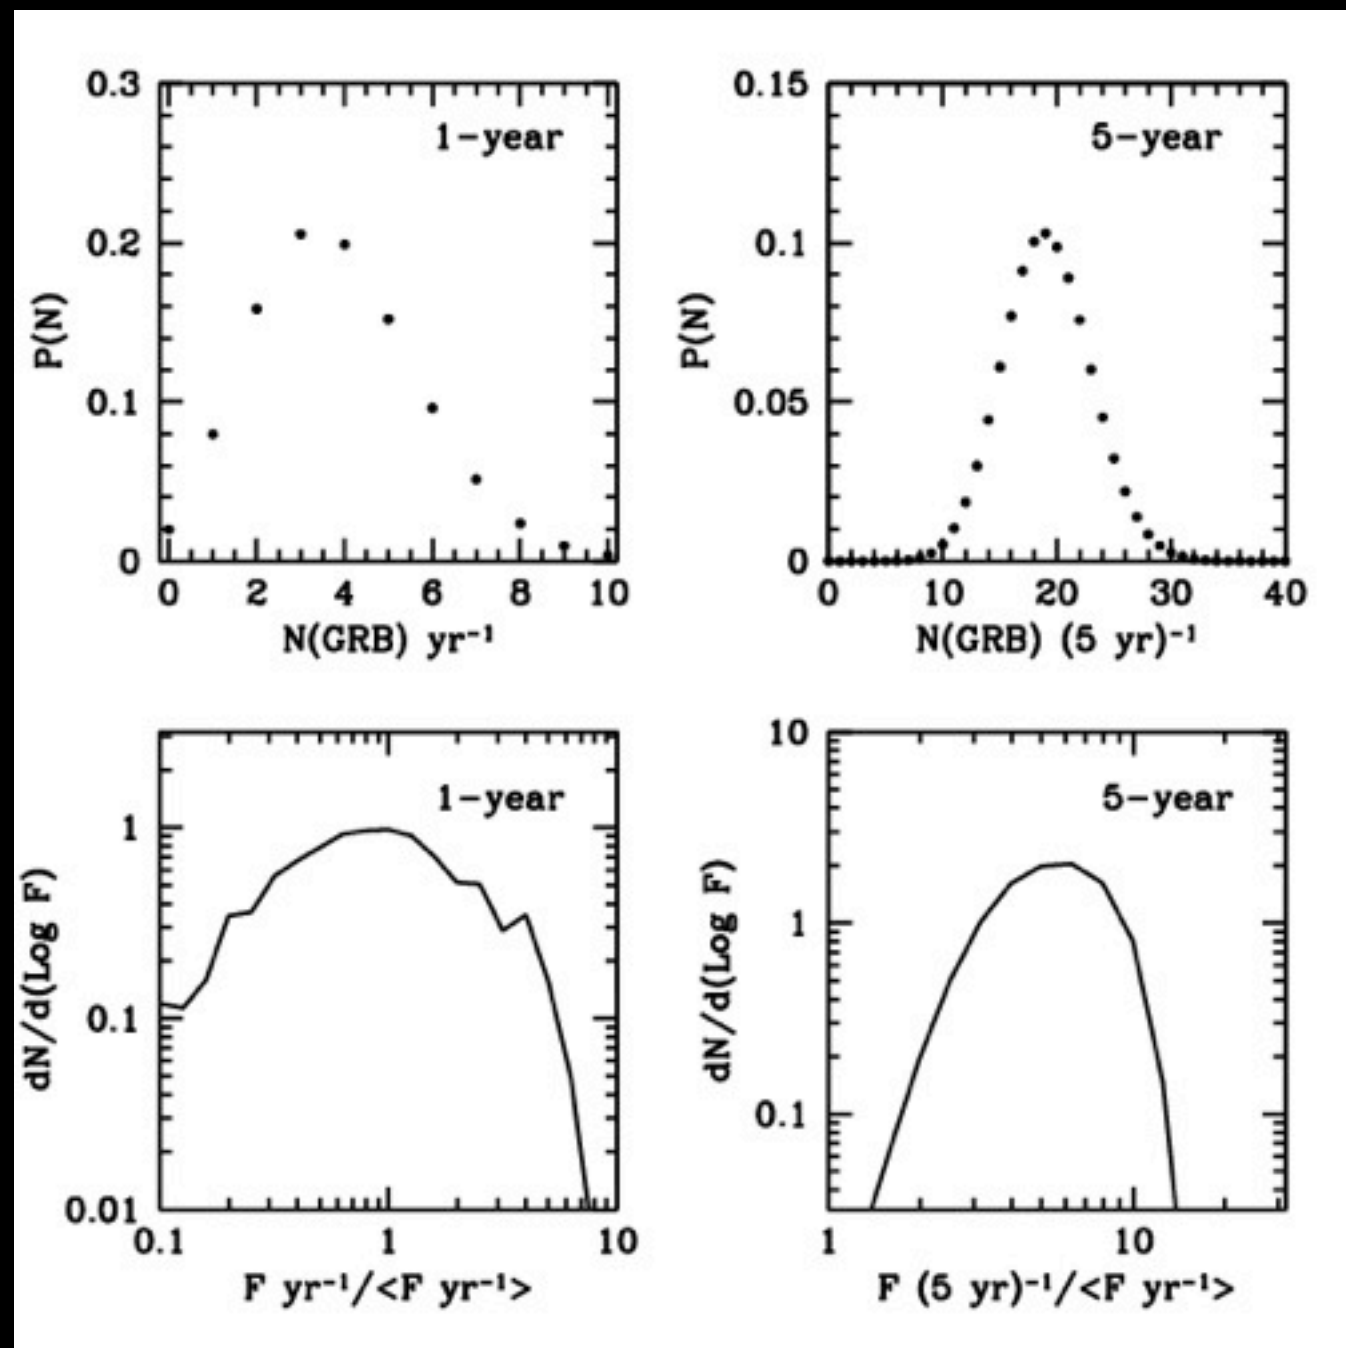 0.3
0.2
0.1
0
P(N)
1-year
0 2 4 6 8 10
N(GRB) yr⁻¹
0.15
0.1
0.05
0
P(N)
5-year
0 10 20 30 40
N(GRB) (5 yr)⁻¹
1
0.1
0.01
dN/d(Log F)
1-year
0.1 1 10
F yr⁻¹/<F yr⁻¹>
10
1
0.1
dN/d(Log F)
5-year
1 10
F (5 yr)⁻¹/<F yr⁻¹>